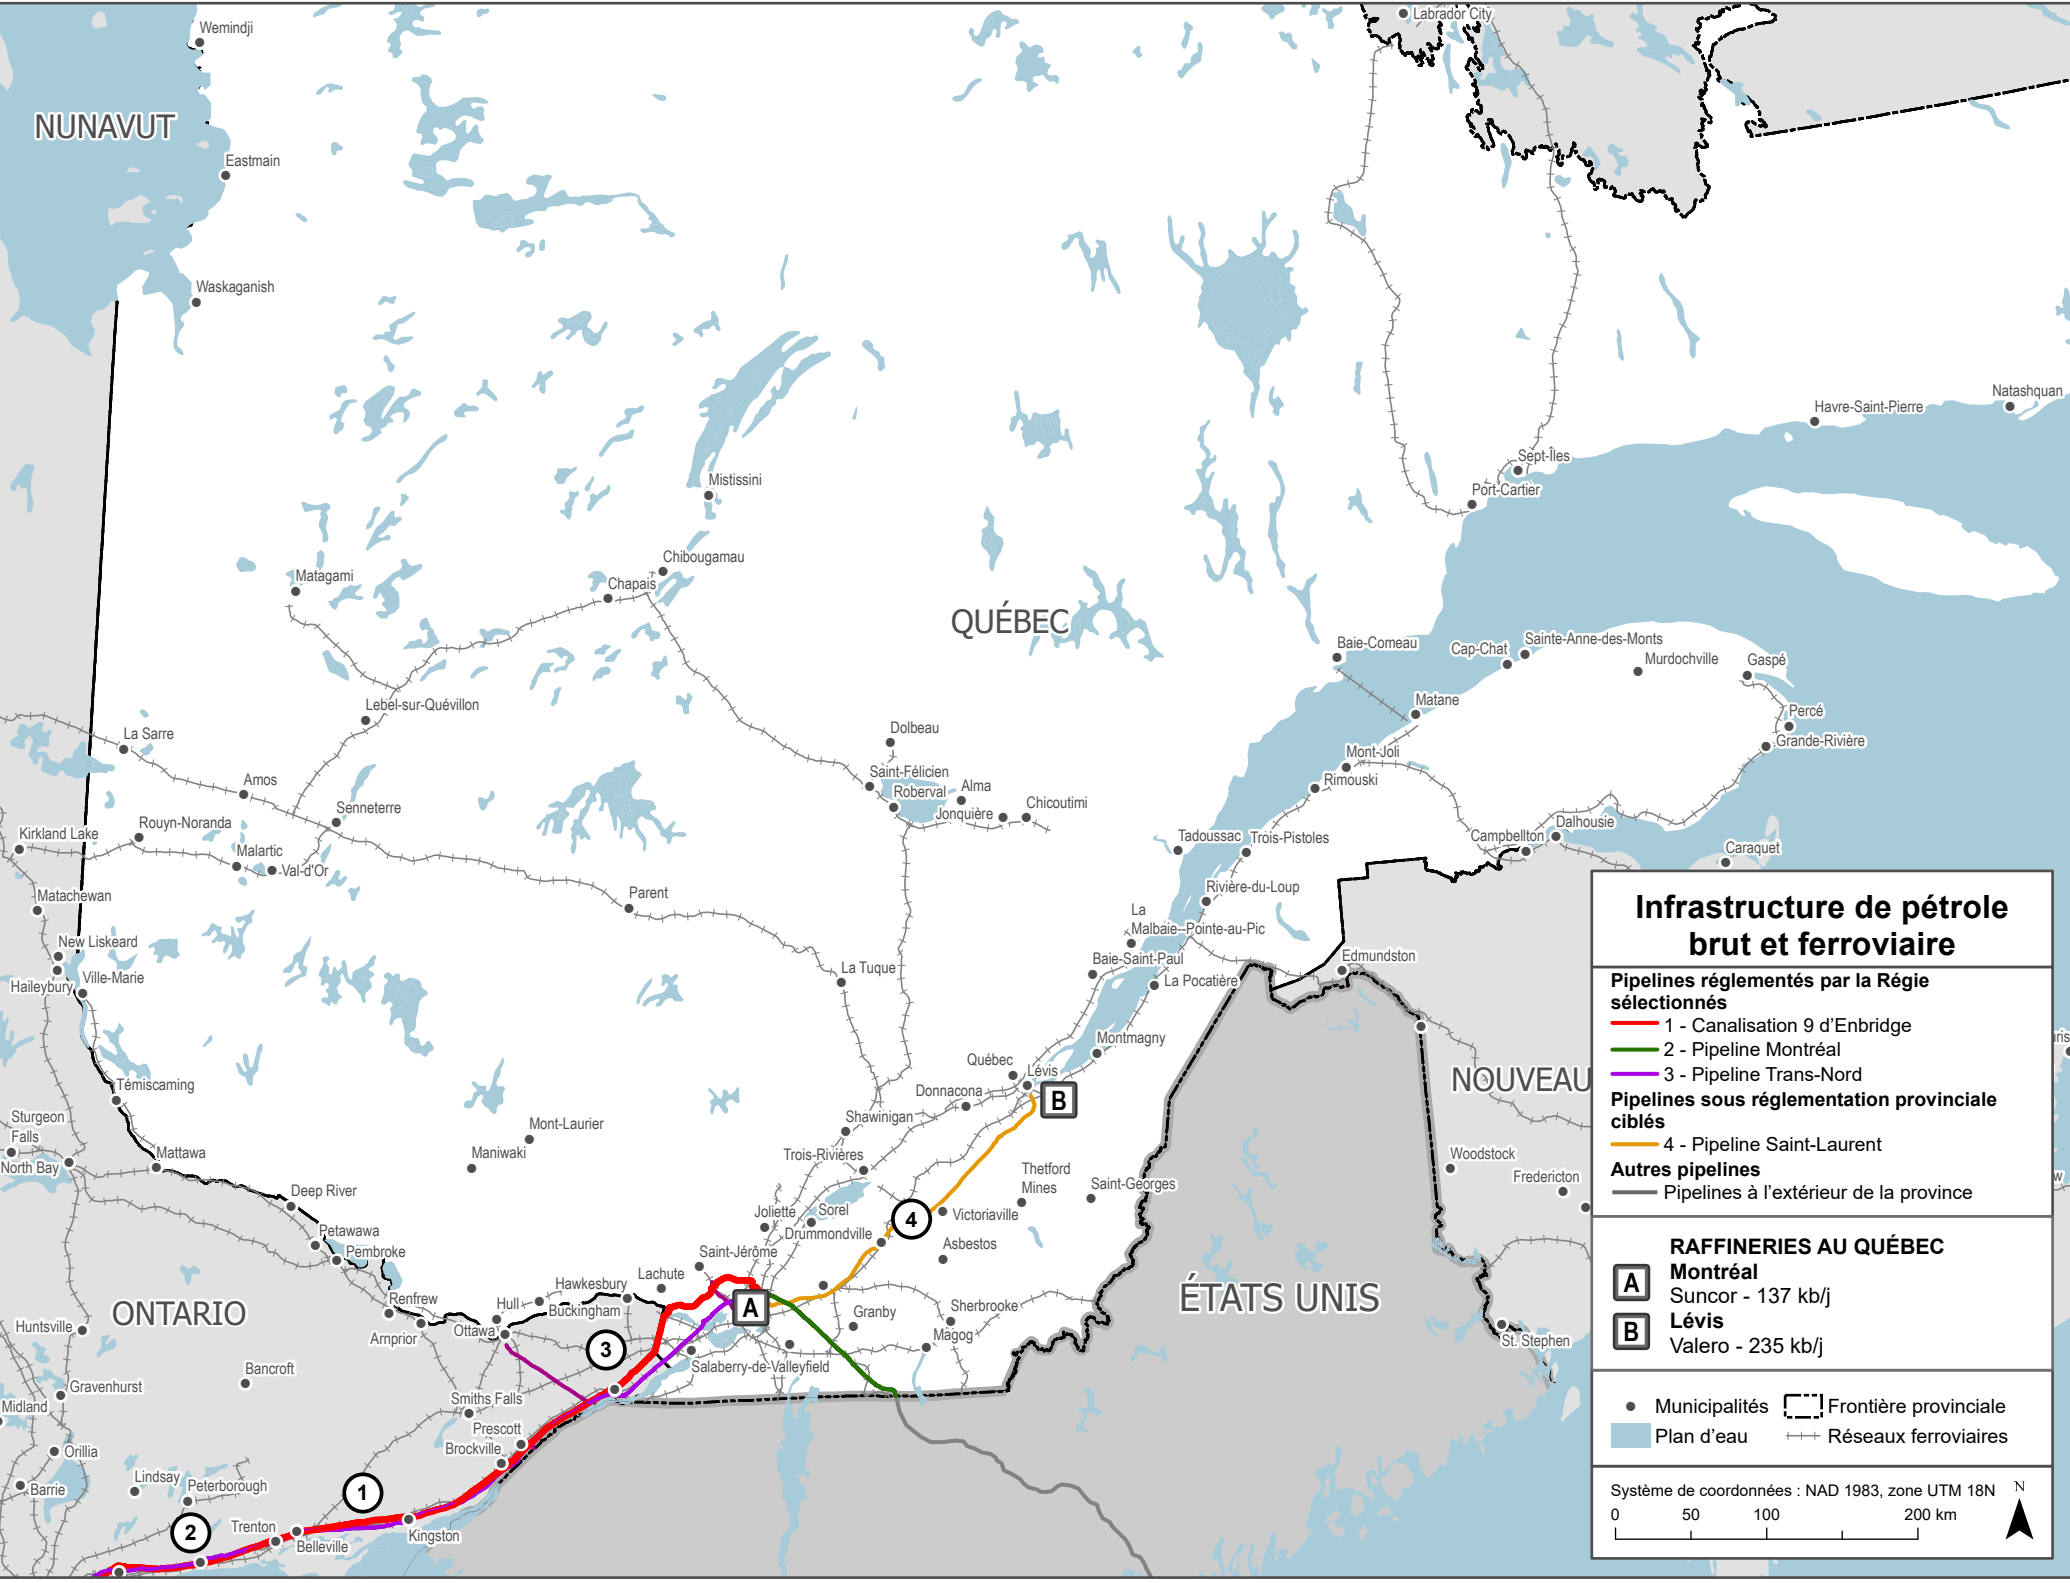 Wemindji
Labrador City
NUNAVUT
Eastmain
Waskaganish
Natashquan
Havre-Saint-Pierre
Sept-Îles
Port-Cartier
Mistissini
Chibougamau
Chapais
Matagami
QUÉBEC
Baie-Comeau
Cap-Chat
Sainte-Anne-des-Monts
Murdochville
Gaspé
Matane
Percé
Grande-Rivière
Lebel-sur-Quévillon
La Sarre
Dolbeau
Mont-Joli
Rimouski
Saint-Félicien
Roberval
Alma
Jonquière
Chicoutimi
Amos
Senneterre
Rouyn-Noranda
Kirkland Lake
Malartic
Val-d'Or
Tadoussac
Trois-Pistoles
Campbellton
Dalhousie
Caraquet
Matachewan
Parent
Rivière-du-Loup
La
Malbaie--Pointe-au-Pic
New Liskeard
Haileybury
Ville-Marie
La Tuque
Baie-Saint-Paul
La Pocatière
Edmundston
Montmagny
Québec
Lévis
Donnacona
B
NOUVEAU
Témiscaming
Sturgeon
Falls
North Bay
Mattawa
Mont-Laurier
Maniwaki
Shawinigan
Trois-Rivières
Thetford
Mines
Saint-Georges
Woodstock
Fredericton
Deep River
Petawawa
Pembroke
Joliette
Sorel
Drummondville
4
Victoriaville
Asbestos
Saint-Jérôme
Lachute
Hawkesbury
Buckingham
Hull
Ottawa
Renfrew
Arnprior
ONTARIO
Huntsville
A
Granby
Sherbrooke
Magog
ÉTATS UNIS
St. Stephen
3
Salaberry-de-Valleyfield
Bancroft
Gravenhurst
Midland
Smiths Falls
Prescott
Brockville
Orillia
Barrie
Lindsay
Peterborough
1
2
Trenton
Belleville
Kingston
Infrastructure de pétrole
brut et ferroviaire
Pipelines réglementés par la Régie
sélectionnés
1 - Canalisation 9 d’Enbridge
2 - Pipeline Montréal
3 - Pipeline Trans-Nord
Pipelines sous réglementation provinciale
ciblés
4 - Pipeline Saint-Laurent
Autres pipelines
Pipelines à l’extérieur de la province
RAFFINERIES AU QUÉBEC
A
Montréal
Suncor - 137 kb/j
B
Lévis
Valero - 235 kb/j
Municipalités
Frontière provinciale
Plan d’eau
Réseaux ferroviaires
Système de coordonnées : NAD 1983, zone UTM 18N
N
0 50 100 200 km